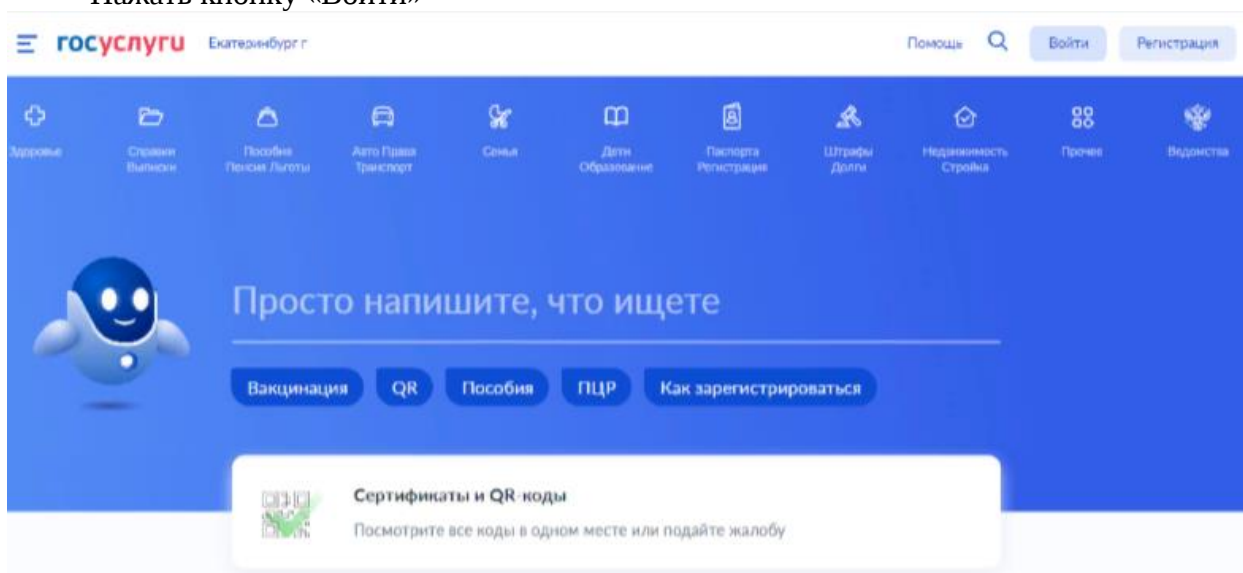 Нажать кнопку «Войти»
госуслуги Екатеринбург г Помощь Войти Регистрация
Здоровье Справки Пособия Авто Права Семья Дети Паспорта Штрафы Недвижимость Прочее Ведомства
Выписки Пенсия Льготы Транспорт Образование Регистрация Долги Стройка
Просто напишите, что ищете
Вакцинация QR Пособия ПЦР Как зарегистрироваться
Сертификаты и QR-коды
Посмотрите все коды в одном месте или подайте жалобу